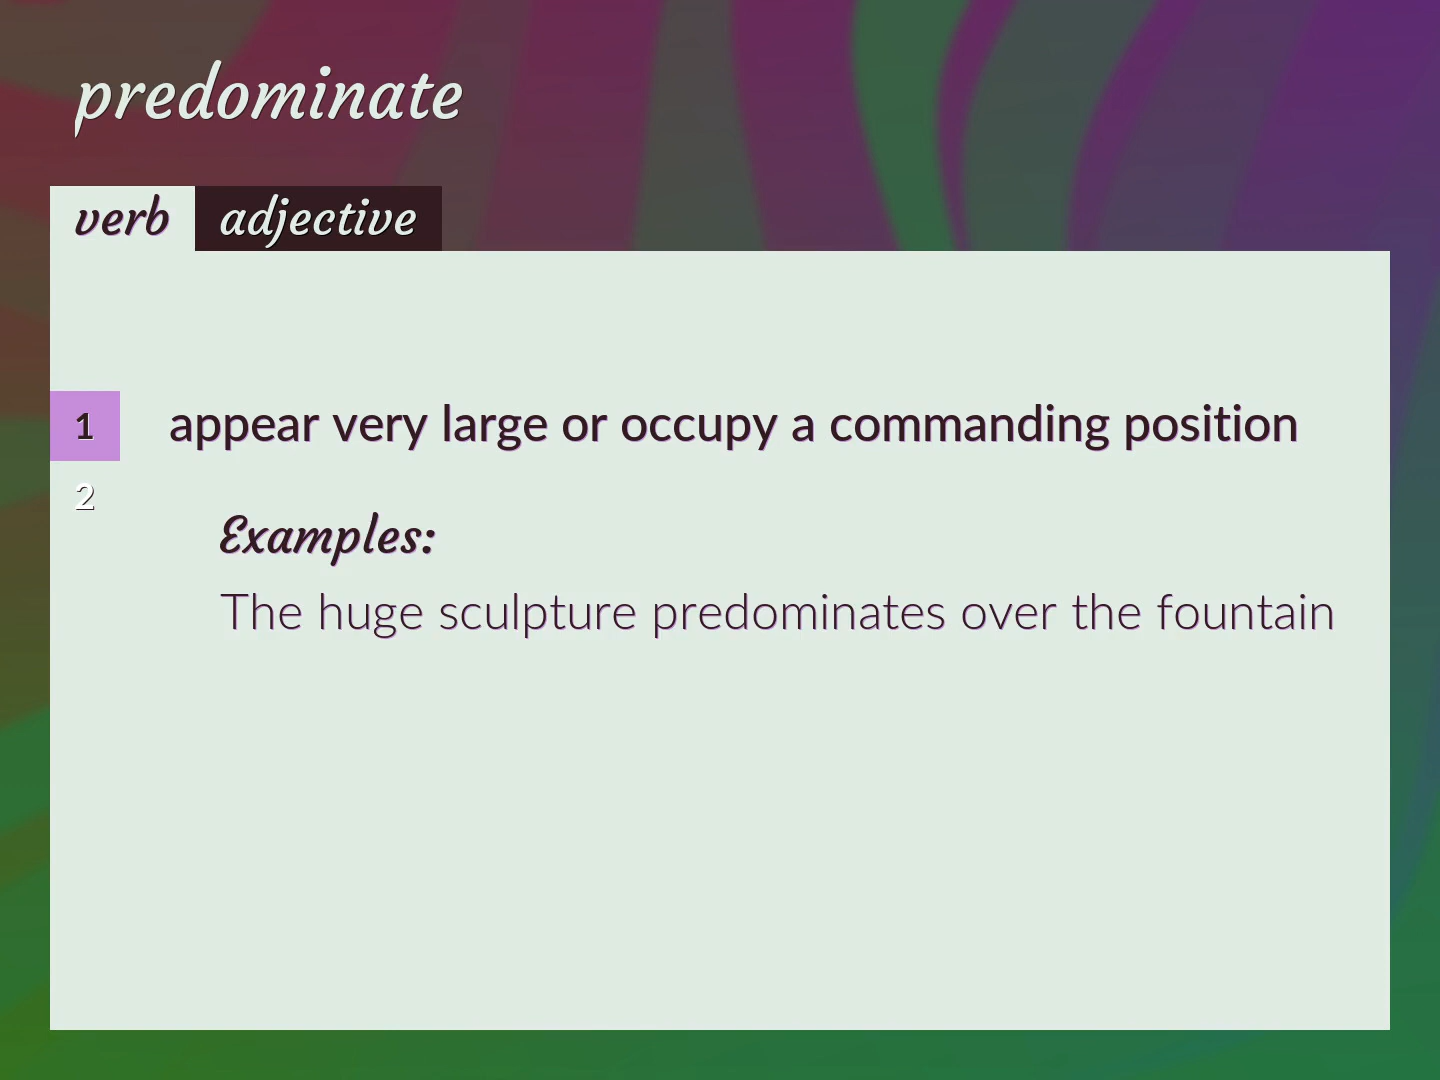 predominate
verb adjective
1 appear very large or occupy a commanding position
2
Examples:
The huge sculpture predominates over the fountain